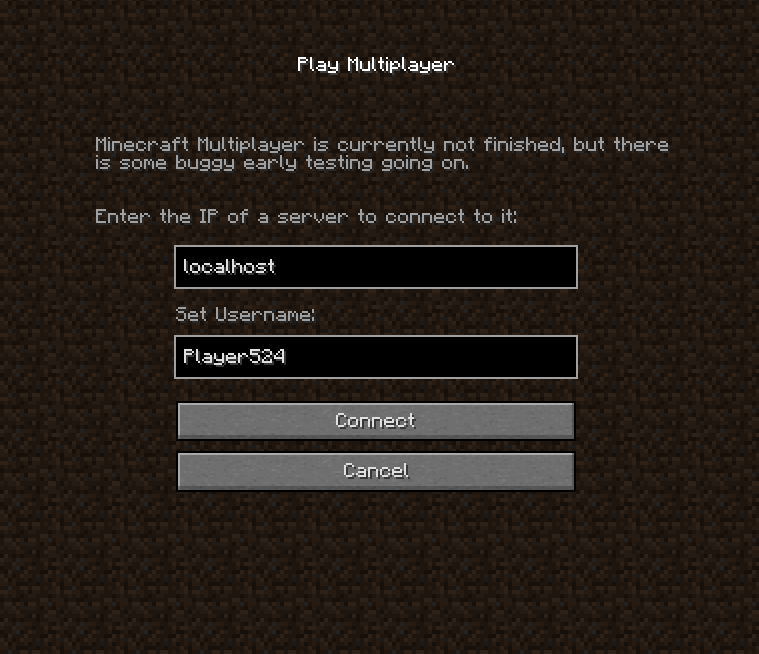 Play Multiplayer
Minecraft Multiplayer is currently not finished, but there
is some buggy early testing going on.
Enter the IP of a server to connect to it:
localhost
Set Username:
Player524
Connect
Cancel